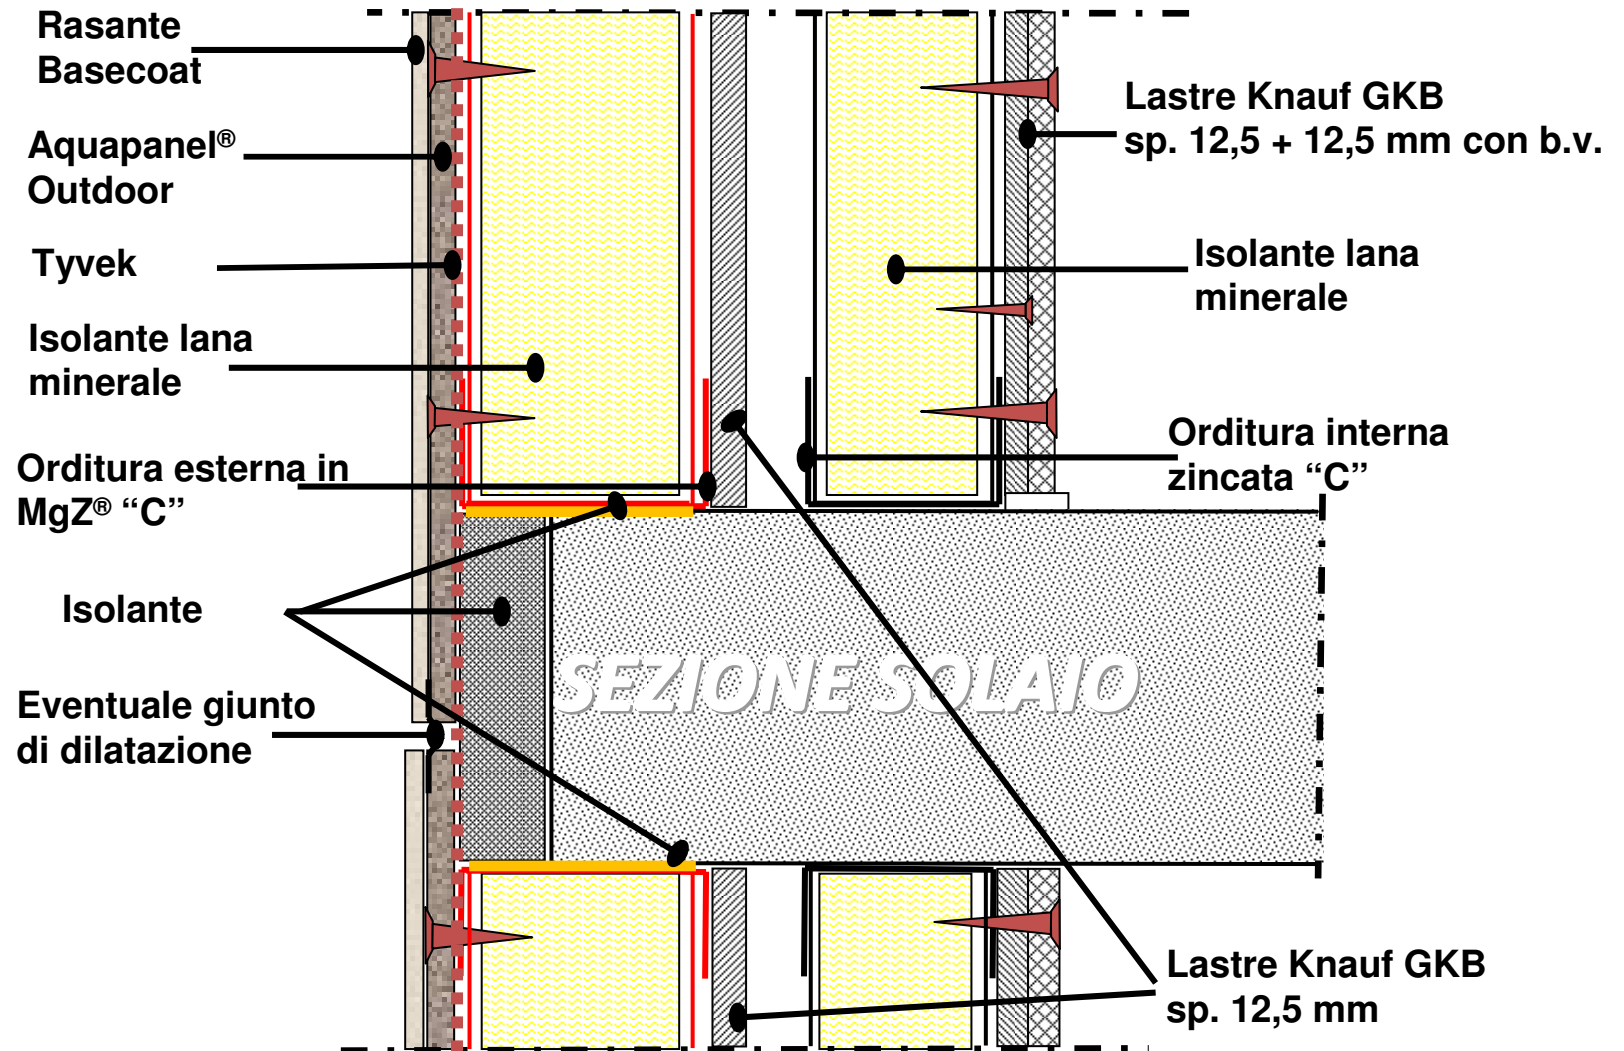 Rasante
Basecoat
Aquapanel®
Outdoor
Tyvek
Isolante lana
minerale
Orditura esterna in
MgZ® “C”
Isolante
Eventuale giunto
di dilatazione
SEZIONE SOLAIO
Lastre Knauf GKB
sp. 12,5 + 12,5 mm con b.v.
Isolante lana
minerale
Orditura interna
zincata “C”
Lastre Knauf GKB
sp. 12,5 mm